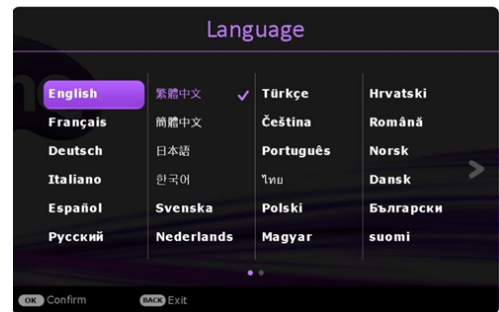 Language
English
Français
Deutsch
Italiano
Español
Русский
繁體中文
簡體中文
日本語
한국어
Svenska
Nederlands
Türkçe
Čeština
Português
ไทย
Polski
Magyar
Hrvatski
Română
Norsk
Dansk
Български
suomi
OK Confirm BACK Exit